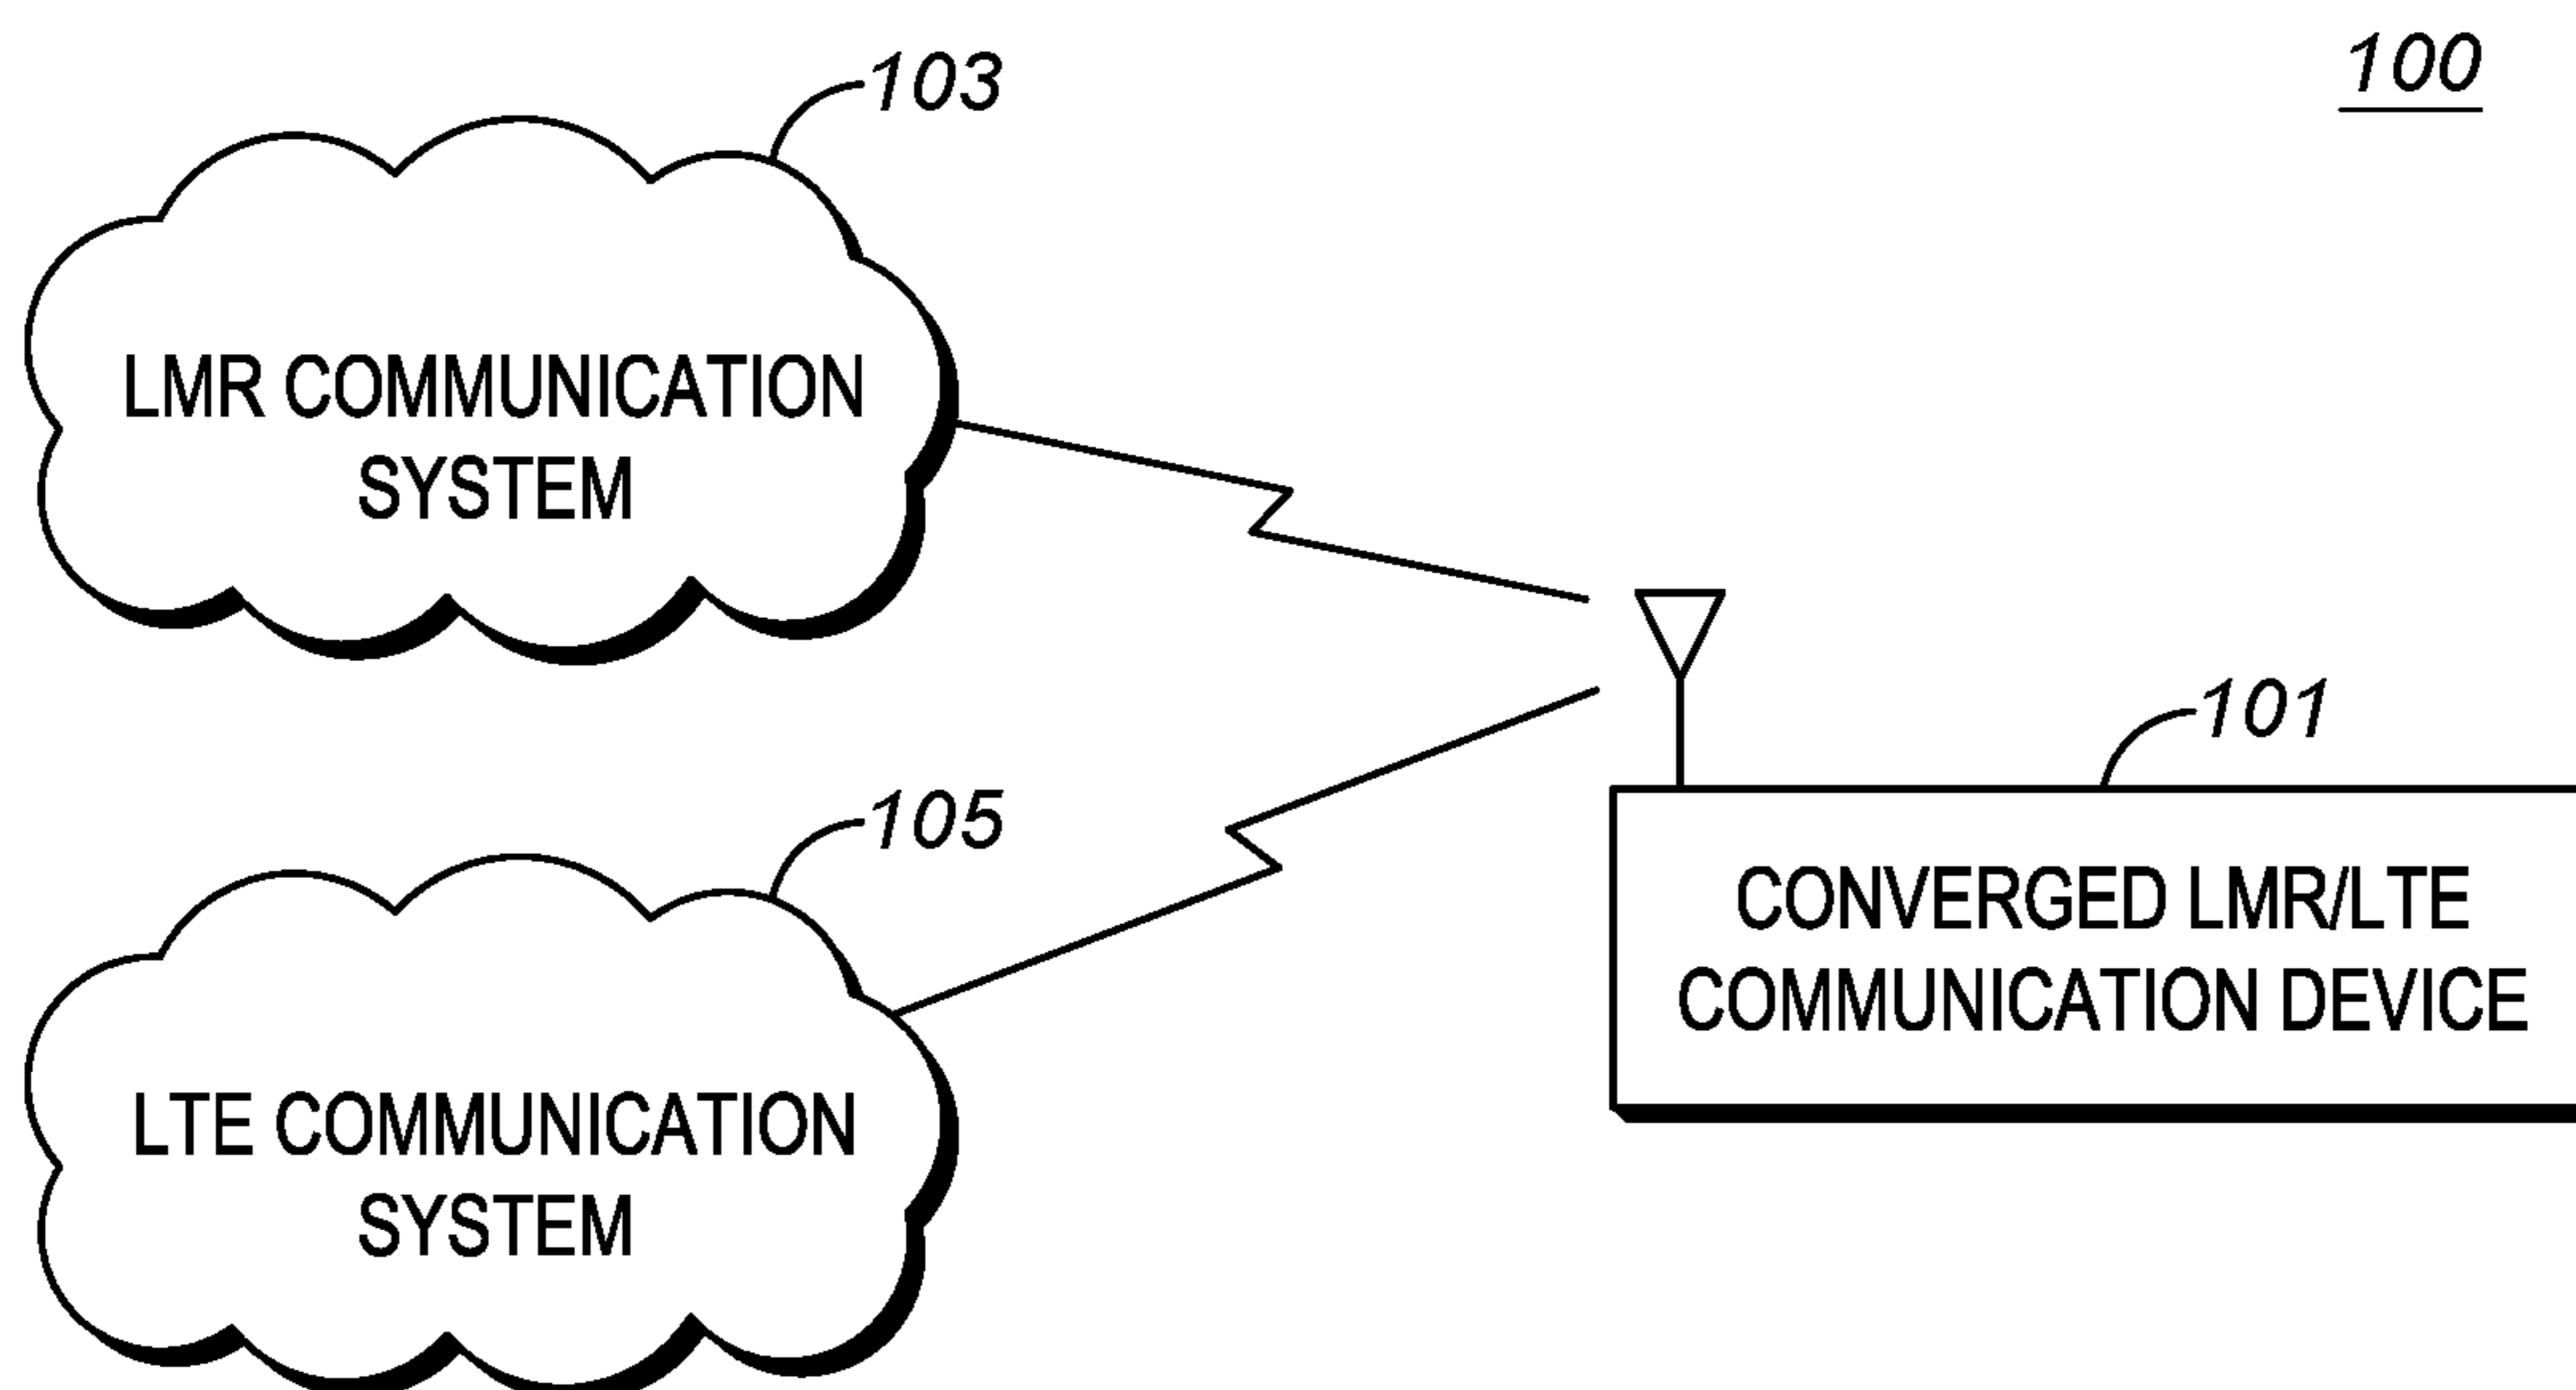 100
103
LMR COMMUNICATION
SYSTEM
101
CONVERGED LMR/LTE
COMMUNICATION DEVICE
105
LTE COMMUNICATION
SYSTEM